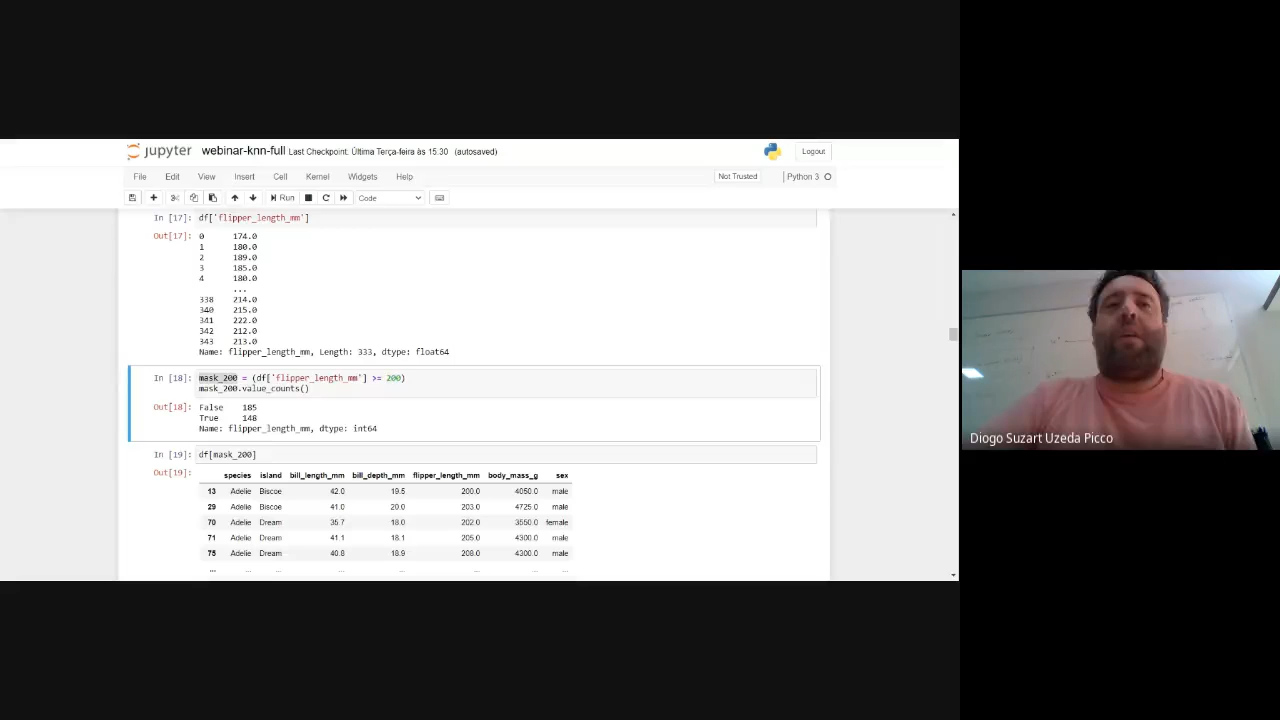 jupyter webinar-knn-full Last Checkpoint: Última Terça-feira às 15:30 (autosaved) Logout
File Edit View Insert Cell Kernel Widgets Help Not Trusted Python 3
Run Code
In [17]: df['flipper_length_mm']
Out[17]: 0 174.0
1 180.0
2 189.0
3 185.0
4 180.0
...
338 214.0
340 215.0
341 222.0
342 212.0
343 213.0
Name: flipper_length_mm, Length: 333, dtype: float64
In [18]: mask_200 = (df['flipper_length_mm'] >= 200)
mask_200.value_counts()
Out[18]: False 185
True 148
Name: flipper_length_mm, dtype: int64
In [19]: df[mask_200]
Out[19]: species island bill_length_mm bill_depth_mm flipper_length_mm body_mass_g sex
13 Adelie Biscoe 42.0 19.5 200.0 4050.0 male
29 Adelie Biscoe 41.0 20.0 203.0 4725.0 male
70 Adelie Dream 35.7 18.0 202.0 3550.0 female
71 Adelie Dream 41.1 18.1 205.0 4300.0 male
75 Adelie Dream 40.8 18.9 208.0 4300.0 male
... ... ... ... ... ... ... ...
Diogo Suzart Uzeda Picco